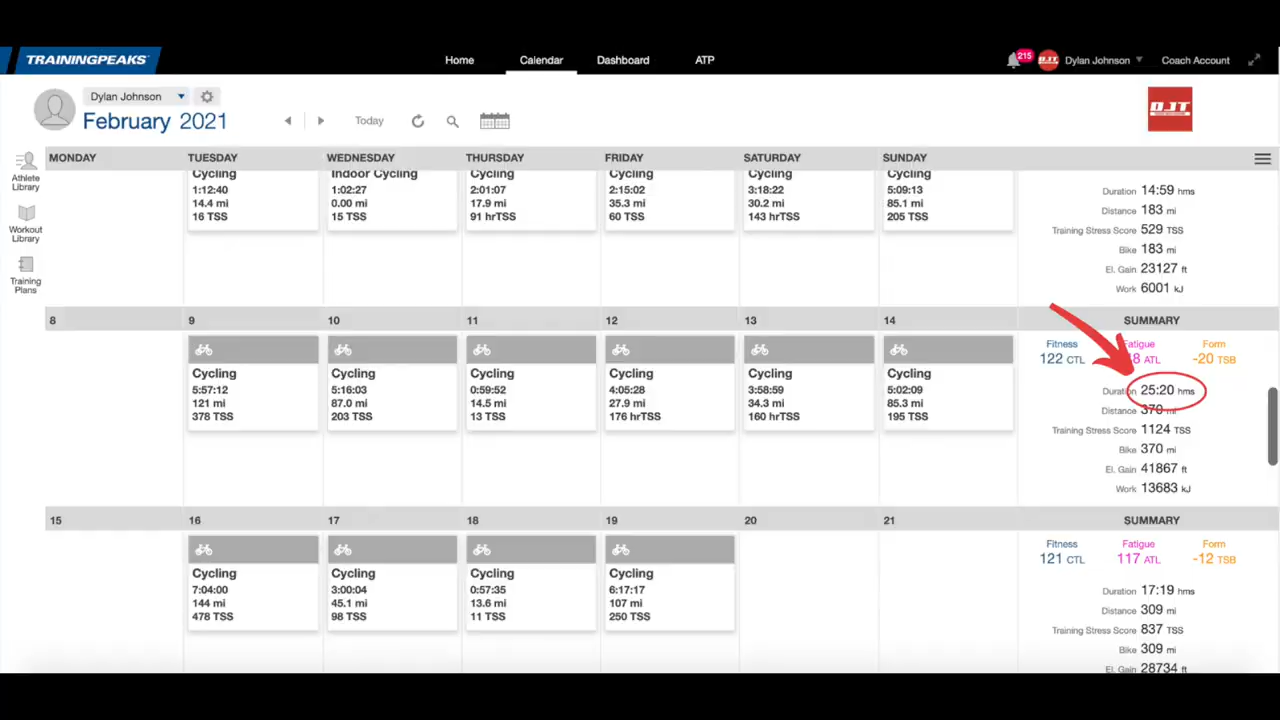 TRAININGPEAKS
Home
Calendar
Dashboard
ATP
215
DJT
Dylan Johnson
Coach Account
Dylan Johnson
February 2021
Today
DJT
Athlete
Library
Workout
Library
Training
Plans
MONDAY
TUESDAY
WEDNESDAY
THURSDAY
FRIDAY
SATURDAY
SUNDAY
Cycling
1:12:40
14.4 mi
16 TSS
Indoor Cycling
1:02:27
0.00 mi
15 TSS
Cycling
2:01:07
17.9 mi
91 hrTSS
Cycling
2:15:02
35.3 mi
60 TSS
Cycling
3:18:22
30.2 mi
143 hrTSS
Cycling
5:09:13
85.1 mi
205 TSS
Duration 14:59 hms
Distance 183 mi
Training Stress Score 529 TSS
Bike 183 mi
El. Gain 23127 ft
Work 6001 kJ
8
9
10
11
12
13
14
SUMMARY
Cycling
5:57:12
121 mi
378 TSS
Cycling
5:16:03
87.0 mi
203 TSS
Cycling
0:59:52
14.5 mi
13 TSS
Cycling
4:05:28
27.9 mi
176 hrTSS
Cycling
3:58:59
34.3 mi
160 hrTSS
Cycling
5:02:09
85.3 mi
195 TSS
Fitness
122 CTL
Fatigue
ATL
Form
-20 TSB
Duration 25:20 hms
Distance 370 mi
Training Stress Score 1124 TSS
Bike 370 mi
El. Gain 41867 ft
Work 13683 kJ
15
16
17
18
19
20
21
SUMMARY
Cycling
7:04:00
144 mi
478 TSS
Cycling
3:00:04
45.1 mi
98 TSS
Cycling
0:57:35
13.6 mi
11 TSS
Cycling
6:17:17
107 mi
250 TSS
Fitness
121 CTL
Fatigue
117 ATL
Form
-12 TSB
Duration 17:19 hms
Distance 309 mi
Training Stress Score 837 TSS
Bike 309 mi
El. Gain 28734 ft